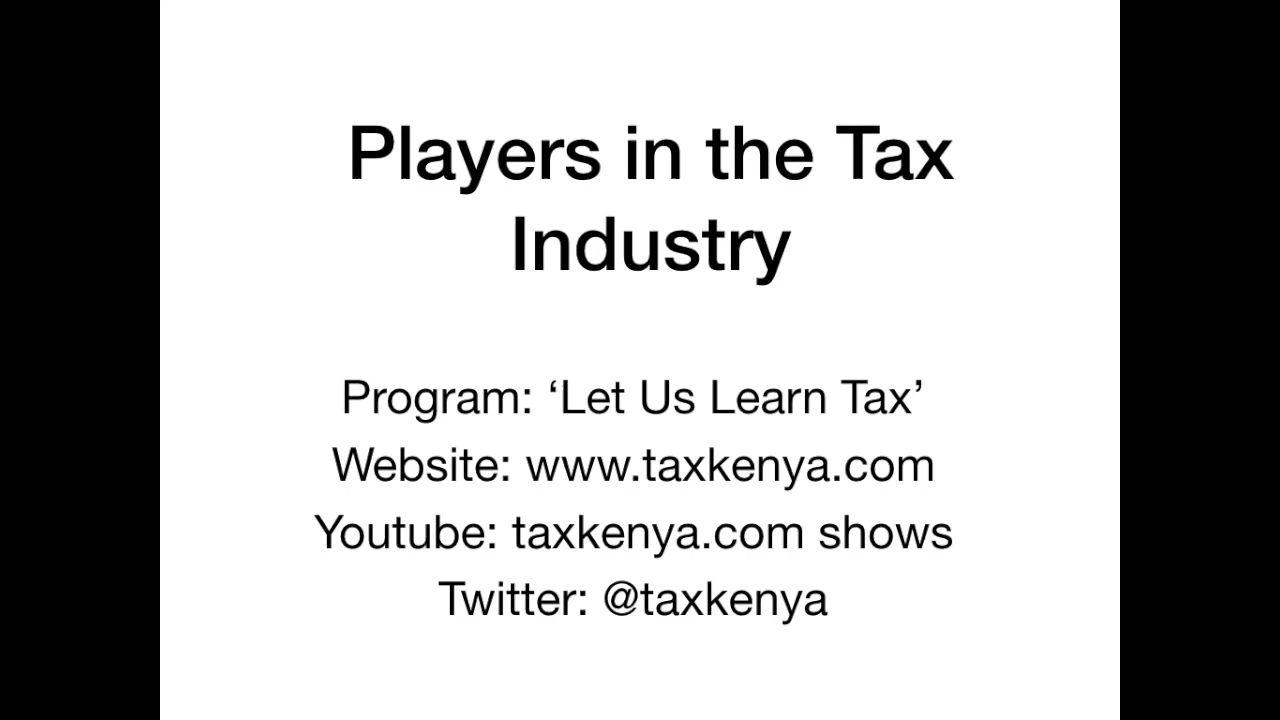 Players in the Tax
Industry
Program: ‘Let Us Learn Tax’
Website: www.taxkenya.com
Youtube: taxkenya.com shows
Twitter: @taxkenya